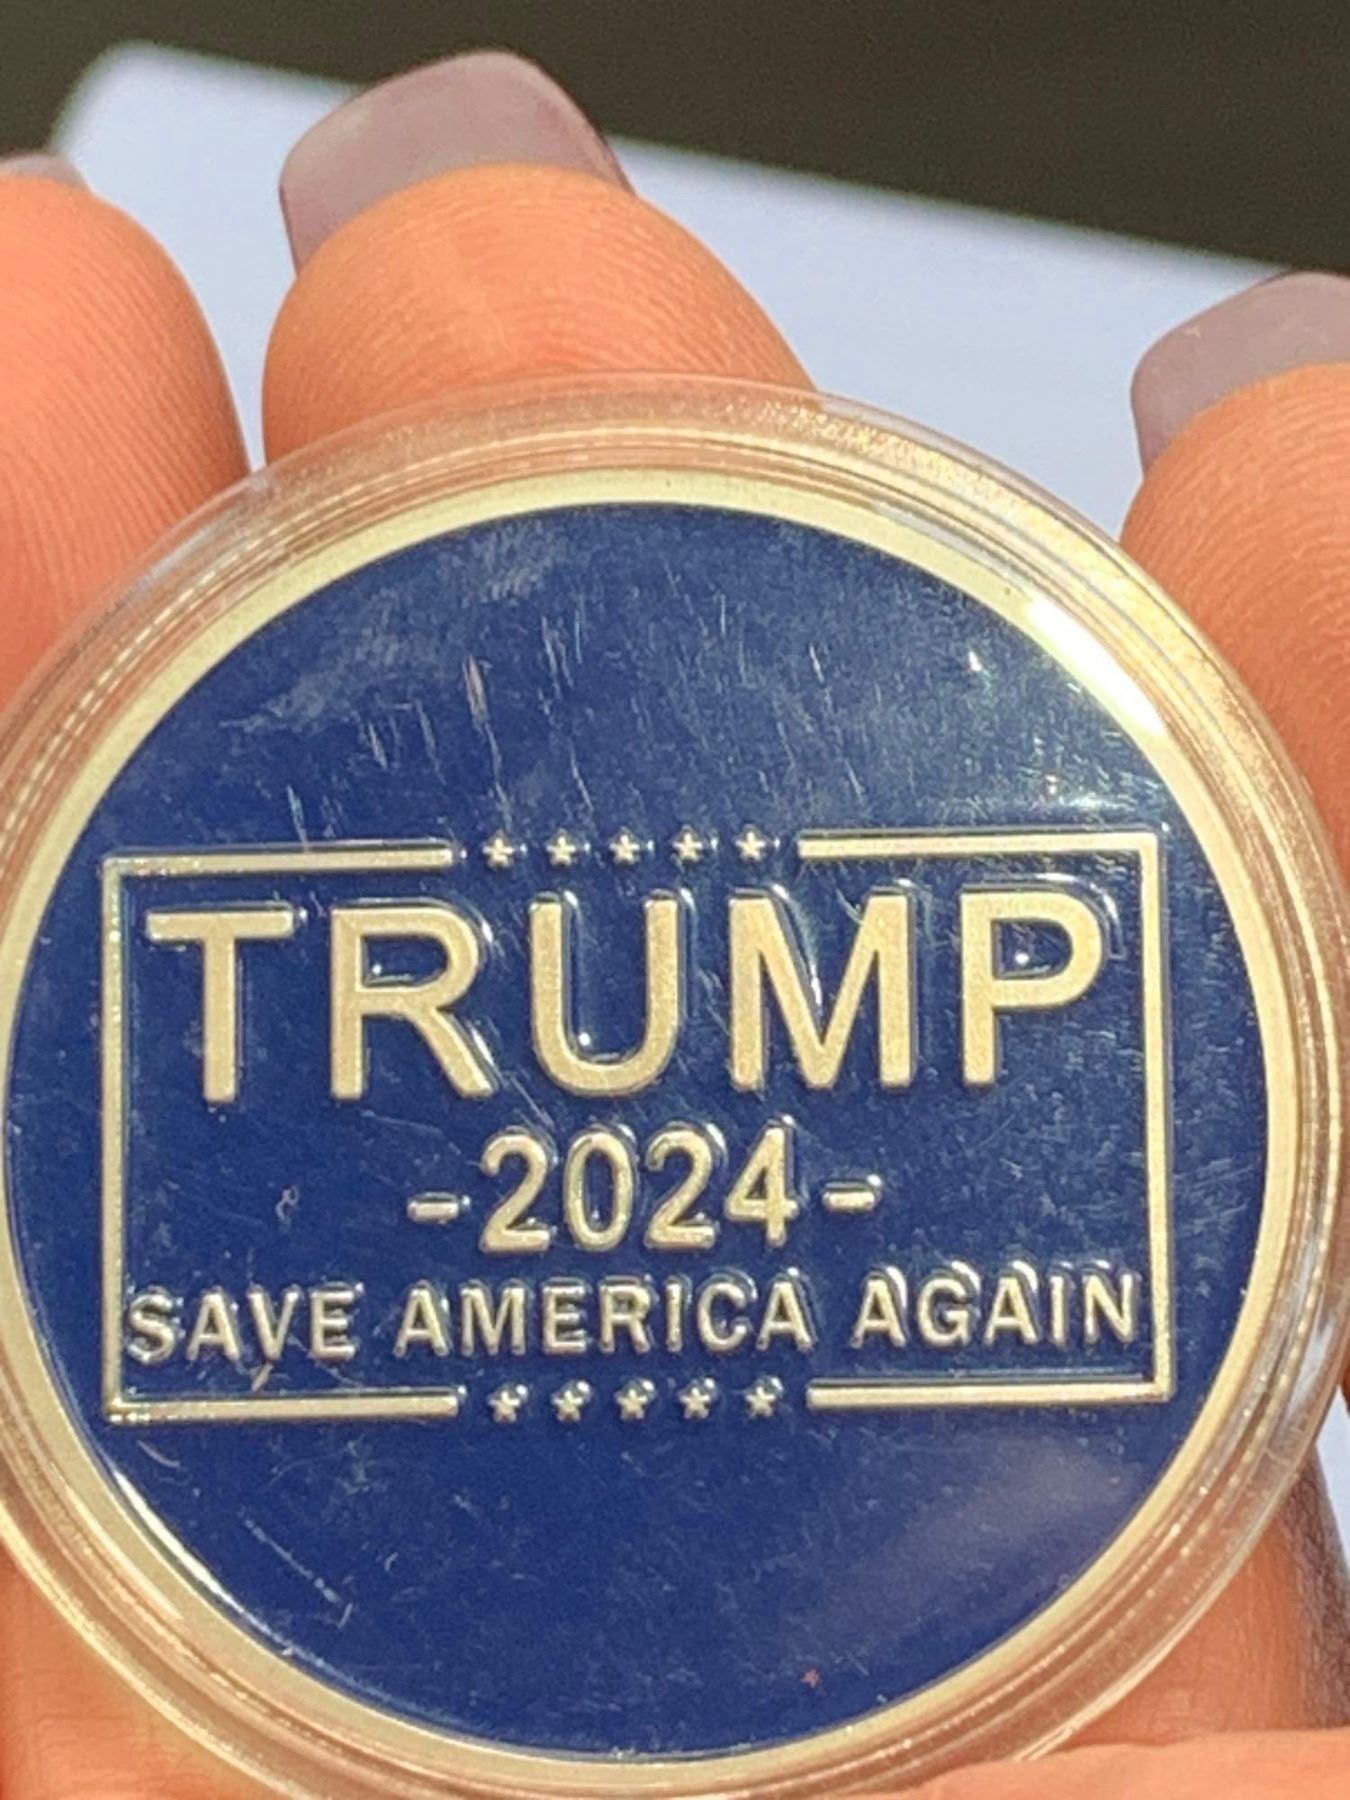 TRUMP
-2024-
SAVE AMERICA AGAIN